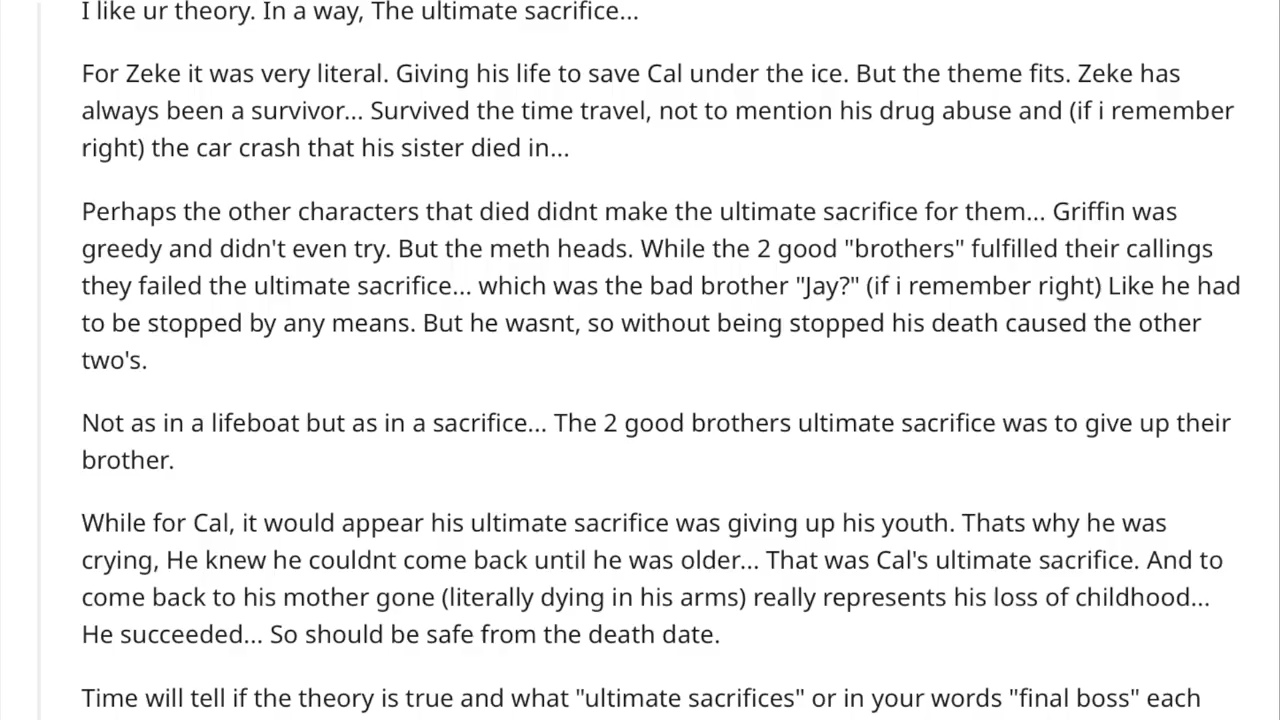 I like ur theory. In a way, The ultimate sacrifice...
For Zeke it was very literal. Giving his life to save Cal under the ice. But the theme fits. Zeke has
always been a survivor... Survived the time travel, not to mention his drug abuse and (if i remember
right) the car crash that his sister died in...
Perhaps the other characters that died didnt make the ultimate sacrifice for them... Griffin was
greedy and didn't even try. But the meth heads. While the 2 good "brothers" fulfilled their callings
they failed the ultimate sacrifice... which was the bad brother "Jay?" (if i remember right) Like he had
to be stopped by any means. But he wasnt, so without being stopped his death caused the other
two's.
Not as in a lifeboat but as in a sacrifice... The 2 good brothers ultimate sacrifice was to give up their
brother.
While for Cal, it would appear his ultimate sacrifice was giving up his youth. Thats why he was
crying, He knew he couldnt come back until he was older... That was Cal's ultimate sacrifice. And to
come back to his mother gone (literally dying in his arms) really represents his loss of childhood...
He succeeded... So should be safe from the death date.
Time will tell if the theory is true and what "ultimate sacrifices" or in your words "final boss" each